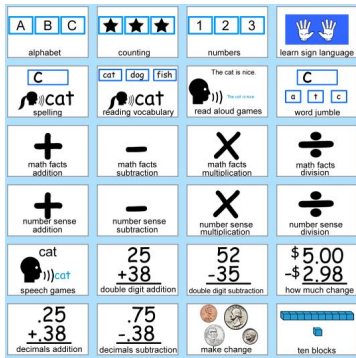 A B C
alphabet
counting
1 2 3
numbers
learn sign language
C
cat
spelling
cat dog fish
cat
reading vocabulary
The cat is nice.
The cat is nice.
read aloud games
C
a t c
word jumble
+
math facts
addition
−
math facts
subtraction
×
math facts
multiplication
÷
math facts
division
+
number sense
addition
−
number sense
subtraction
×
number sense
multiplication
÷
number sense
division
cat
cat
speech games
25
+38
double digit addition
52
-35
double digit subtraction
$5.00
-$2.98
how much change
.25
+.38
decimals addition
.75
-.38
decimals subtraction
make change
ten blocks